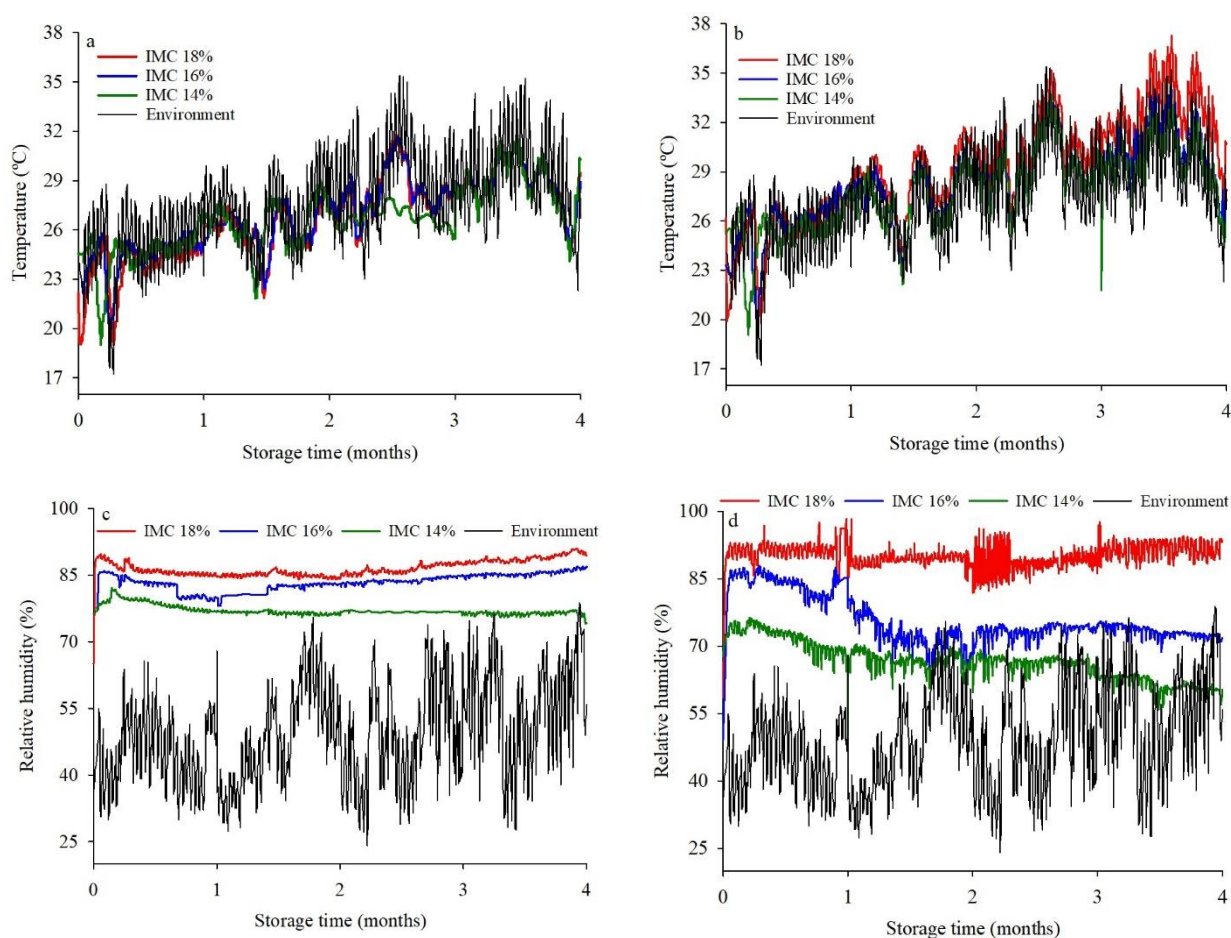 a
IMC 18%
IMC 16%
IMC 14%
Environment
Temperature (ºC)
38
35
32
29
26
23
20
17
0 1 2 3 4
Storage time (months)
b
IMC 18%
IMC 16%
IMC 14%
Environment
Temperature (ºC)
38
35
32
29
26
23
20
17
0 1 2 3 4
Storage time (months)
c
IMC 18% IMC 16% IMC 14% Environment
Relative humidity (%)
100
85
70
55
40
25
0 1 2 3 4
Storage time (months)
IMC 18% IMC 16% IMC 14% Environment
d
Relative humidity (%)
100
85
70
55
40
25
0 1 2 3 4
Storage time (months)